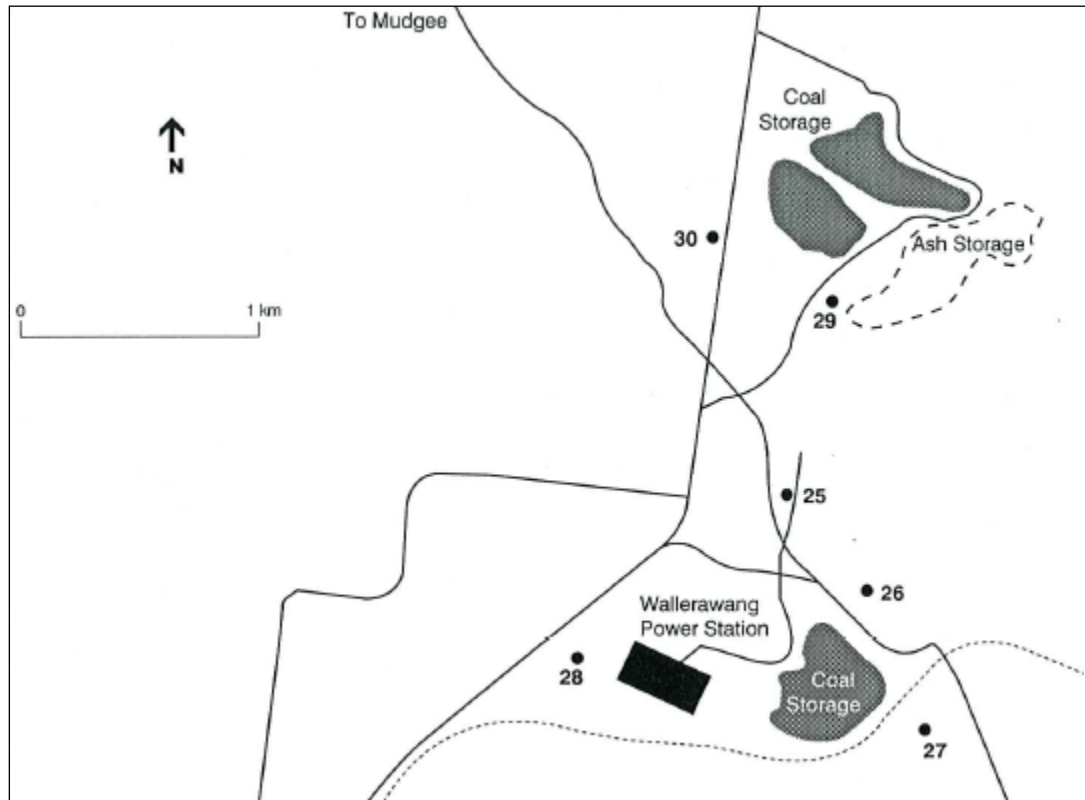 To Mudgee
Coal
Storage
N
30
Ash Storage
0
1 km
29
25
26
Wallerawang
Power Station
28
Coal
Storage
27